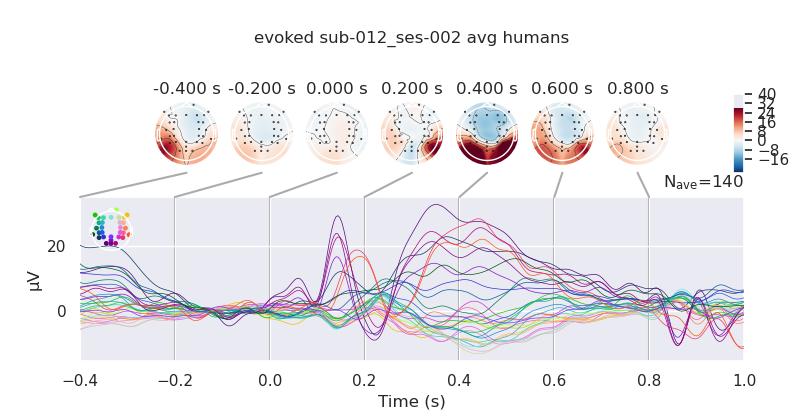 evoked sub-012_ses-002 avg humans
-0.400 s -0.200 s 0.000 s 0.200 s 0.400 s 0.600 s 0.800 s
40
32
24
16
8
0
−8
−16
Nave=140
20
0
µV
−0.4 −0.2 0.0 0.2 0.4 0.6 0.8 1.0
Time (s)